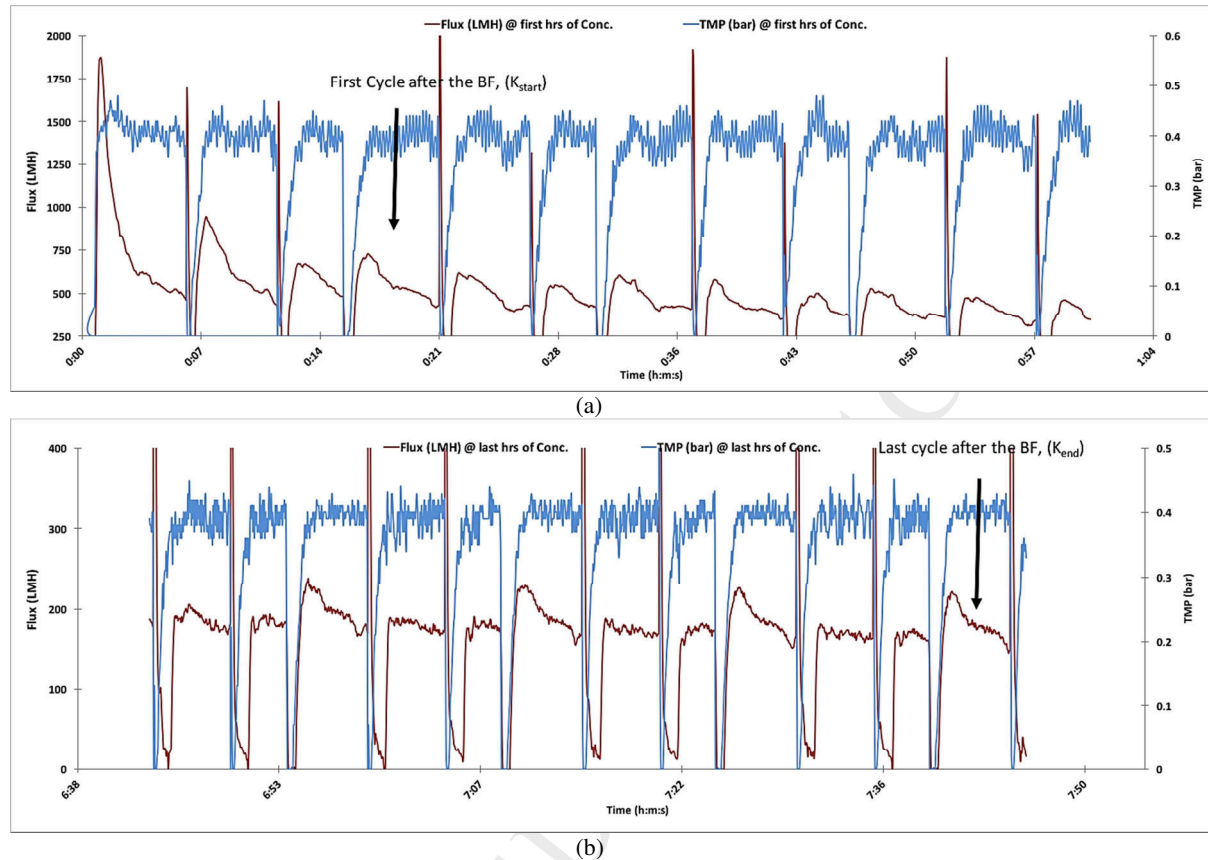 Flux (LMH) @ first hrs of Conc. TMP (bar) @ first hrs of Conc.
2000 0.6
1750 0.5
First Cycle after the BF, (Kstart)
1500 0.4
1250
0.3
1000
750 0.2
500 0.1
250 0
Flux (LMH)
TMP (bar)
0:00 0:07 0:14 0:21 0:28 0:36 0:43 0:50 0:57 1:04
Time (h:m:s)
(a)
Flux (LMH) @ last hrs of Conc. TMP (bar) @ last hrs of Conc. Last cycle after the BF, (Kend)
400 0.5
300 0.4
0.3
200
0.2
100 0.1
0 0
Flux (LMH)
TMP (bar)
6:38 6:53 7:07 7:22 7:36 7:50
Time (h:m:s)
(b)